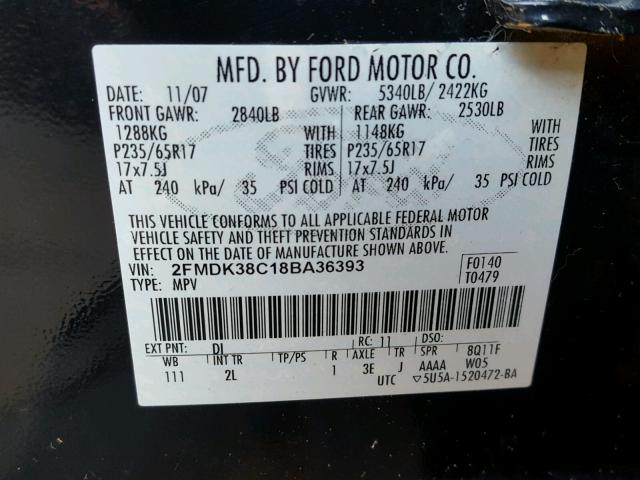 MFD. BY FORD MOTOR CO.
DATE: 11/07 GVWR: 5340LB/ 2422KG
FRONT GAWR: 2840LB REAR GAWR: 2530LB
1288KG WITH 1148KG WITH
P235/65R17 TIRES P235/65R17 TIRES
17x7.5J RIMS 17x7.5J RIMS
AT 240 kPa/ 35 PSI COLD AT 240 kPa/ 35 PSI COLD
THIS VEHICLE CONFORMS TO ALL APPLICABLE FEDERAL MOTOR
VEHICLE SAFETY AND THEFT PREVENTION STANDARDS IN
EFFECT ON THE DATE OF MANUFACTURE SHOWN ABOVE.
VIN: 2FMDK38C18BA36393 F0140
TYPE: MPV T0479
EXT PNT: DI RC: 11 DSO:
WB INT TR TP/PS R AXLE TR SPR 8Q11F
111 2L 1 3E J AAAA W05
UTC ▽5U5A-1520472-BA